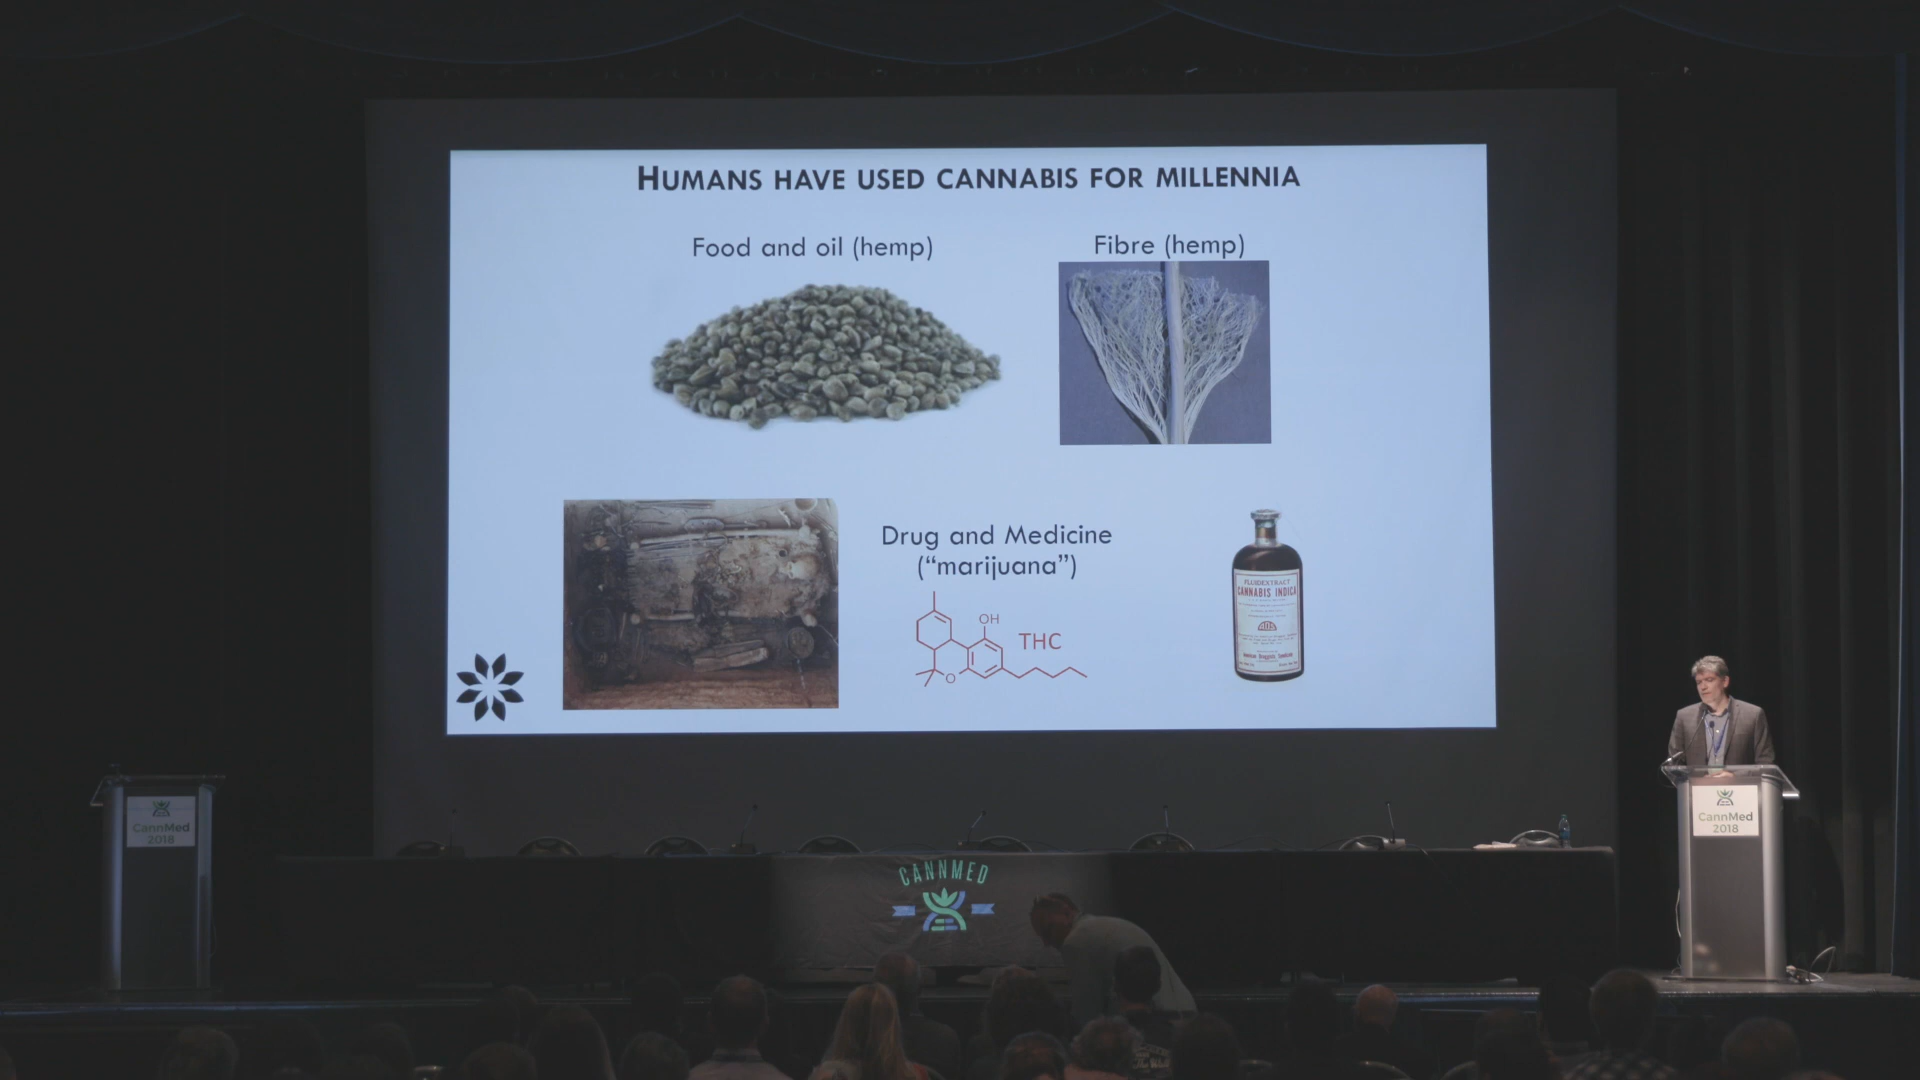 HUMANS HAVE USED CANNABIS FOR MILLENNIA
Food and oil (hemp)
Fibre (hemp)
Drug and Medicine
(“marijuana”)
OH
THC
O
FLUIDEXTRACT
CANNABIS INDICA
CannMed
2018
CannMed
2018
CANNMED